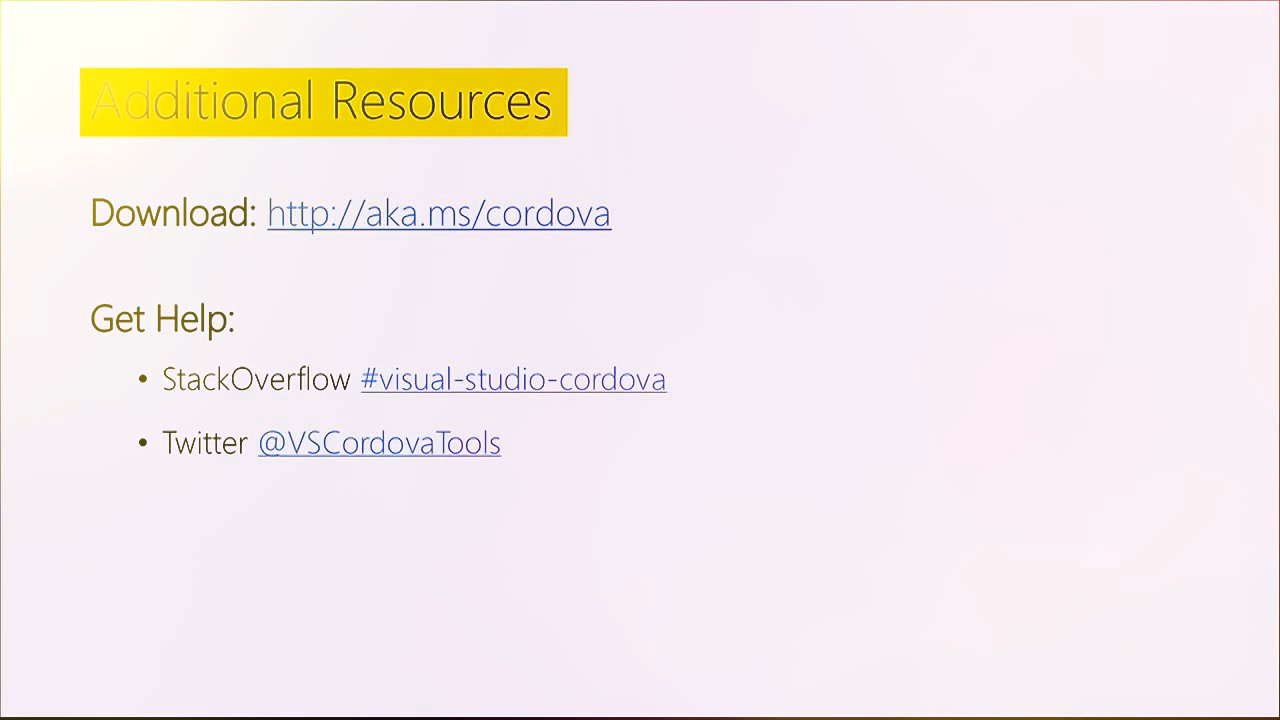 Additional Resources
Download: http://aka.ms/cordova
Get Help:
• StackOverflow #visual-studio-cordova
• Twitter @VSCordovaTools